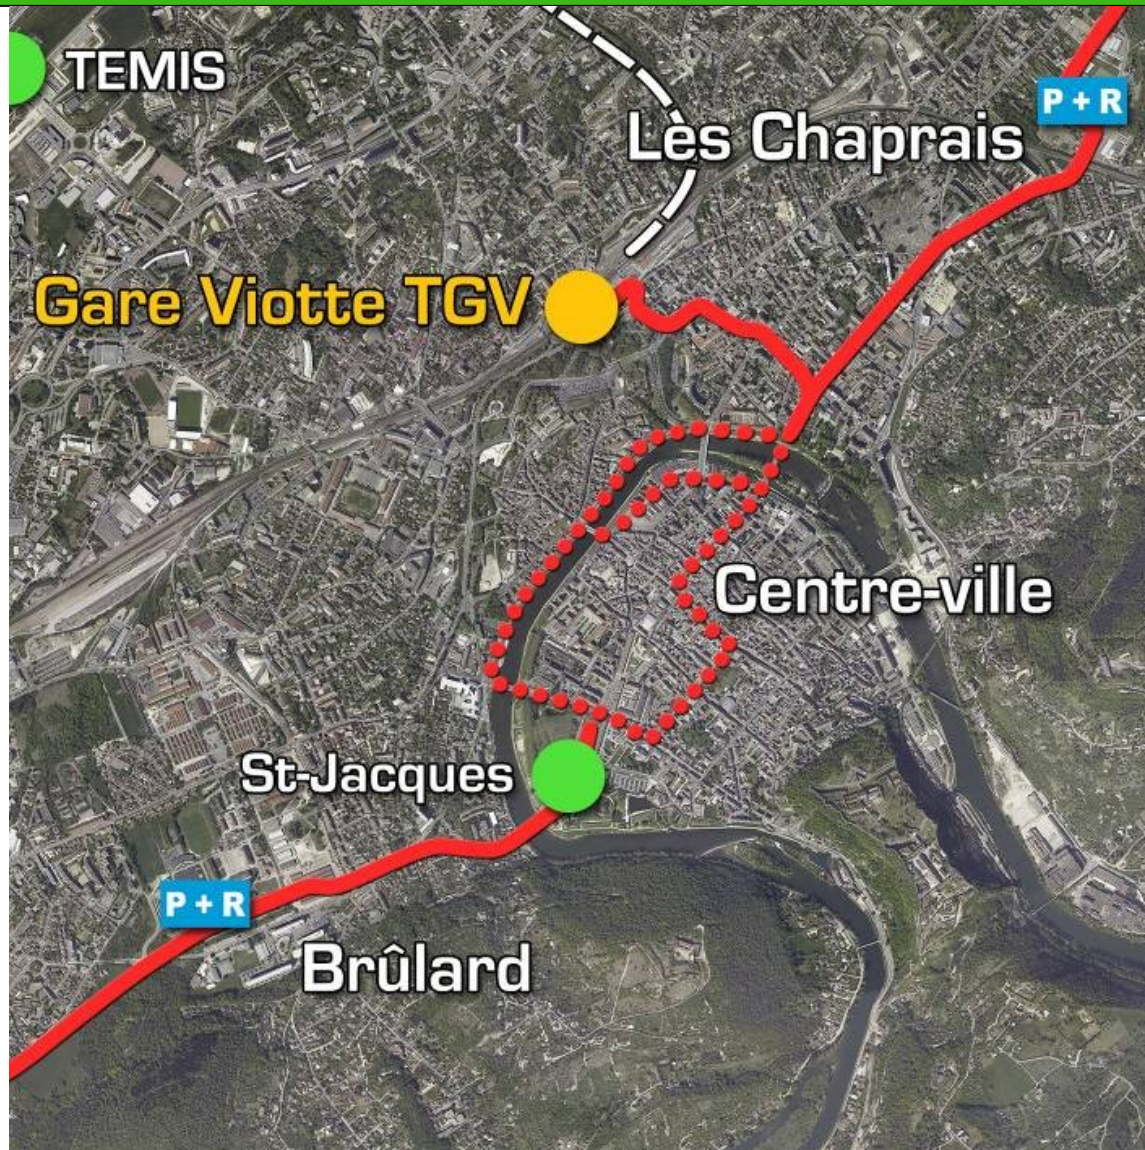 TEMIS
P + R
Les Chaprais
Gare Viotte TGV
Centre-ville
St-Jacques
P + R
Brûlard